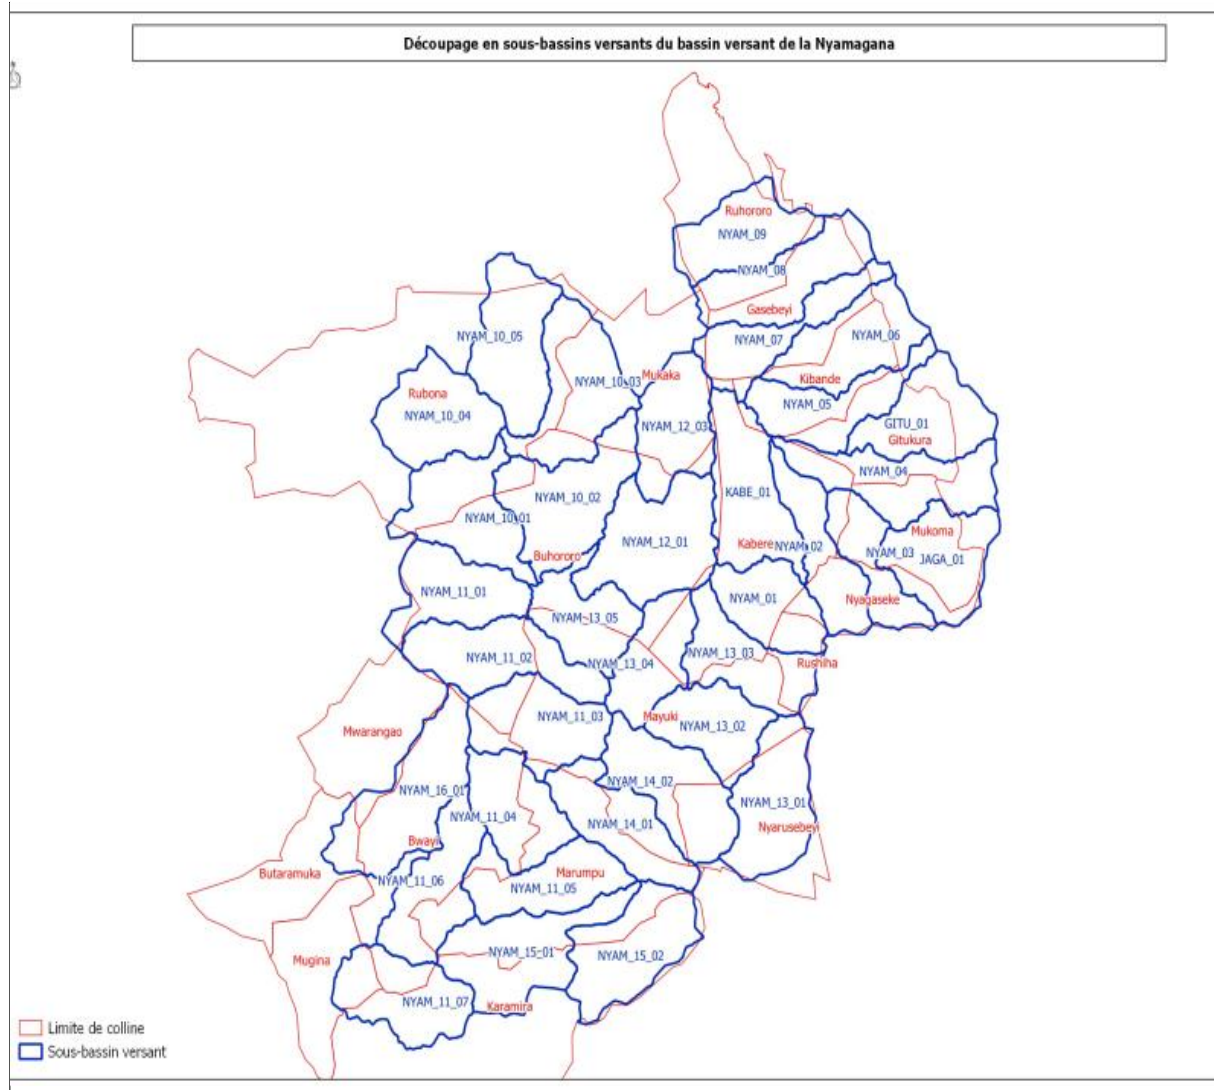 Découpage en sous-bassins versants du bassin versant de la Nyamagana
Ruhororo
NYAM_09
NYAM_08
Gasebeyi
NYAM_10_05
NYAM_07
NYAM_06
Mukaka
NYAM_10_03
Kibande
Rubona
NYAM_05
NYAM_10_04
NYAM_12_03
GITU_01
Gitukura
NYAM_04
KABE_01
NYAM_10_02
NYAM_10_01
Mukoma
NYAM_12_01
Kabere
NYAM_02
NYAM_03
Buhororo
JAGA_01
NYAM_11_01
NYAM_01
Nyagaseke
NYAM_13_05
NYAM_13_03
NYAM_11_02
NYAM_13_04
Rushiha
NYAM_11_03
Mayuki
NYAM_13_02
Mwarangao
NYAM_14_02
NYAM_16_01
NYAM_13_01
NYAM_11_04
NYAM_14_01
Nyarusebeyi
Bwayi
Butaramuka
Marumpu
NYAM_11_06
NYAM_11_05
NYAM_15_01
NYAM_15_02
Mugina
NYAM_11_07
Karamira
Limite de colline
Sous-bassin versant